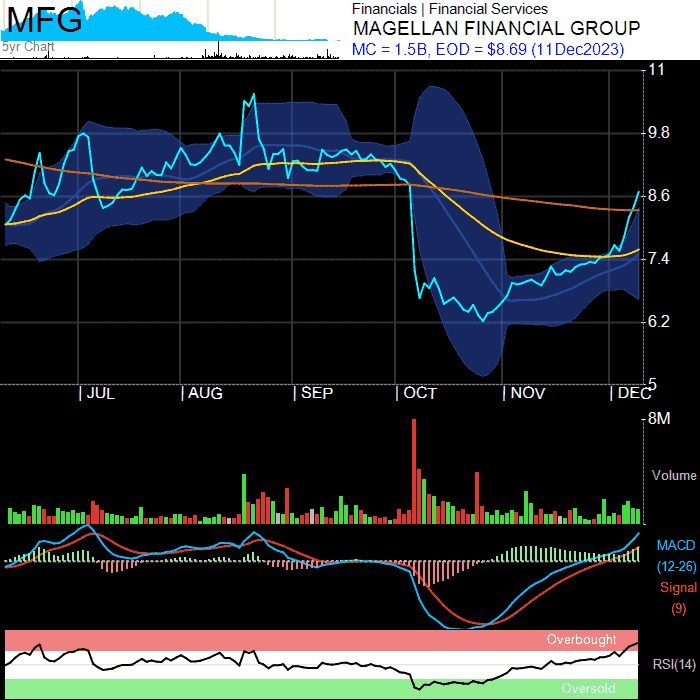 MFG
5yr Chart
Financials | Financial Services
MAGELLAN FINANCIAL GROUP
MC = 1.5B, EOD = $8.69 (11Dec2023)
11
9.8
8.6
7.4
6.2
5
| JUL
| AUG
| SEP
| OCT
| NOV
| DEC
8M
Volume
MACD
(12-26)
Signal
(9)
Overbought
RSI(14)
Oversold